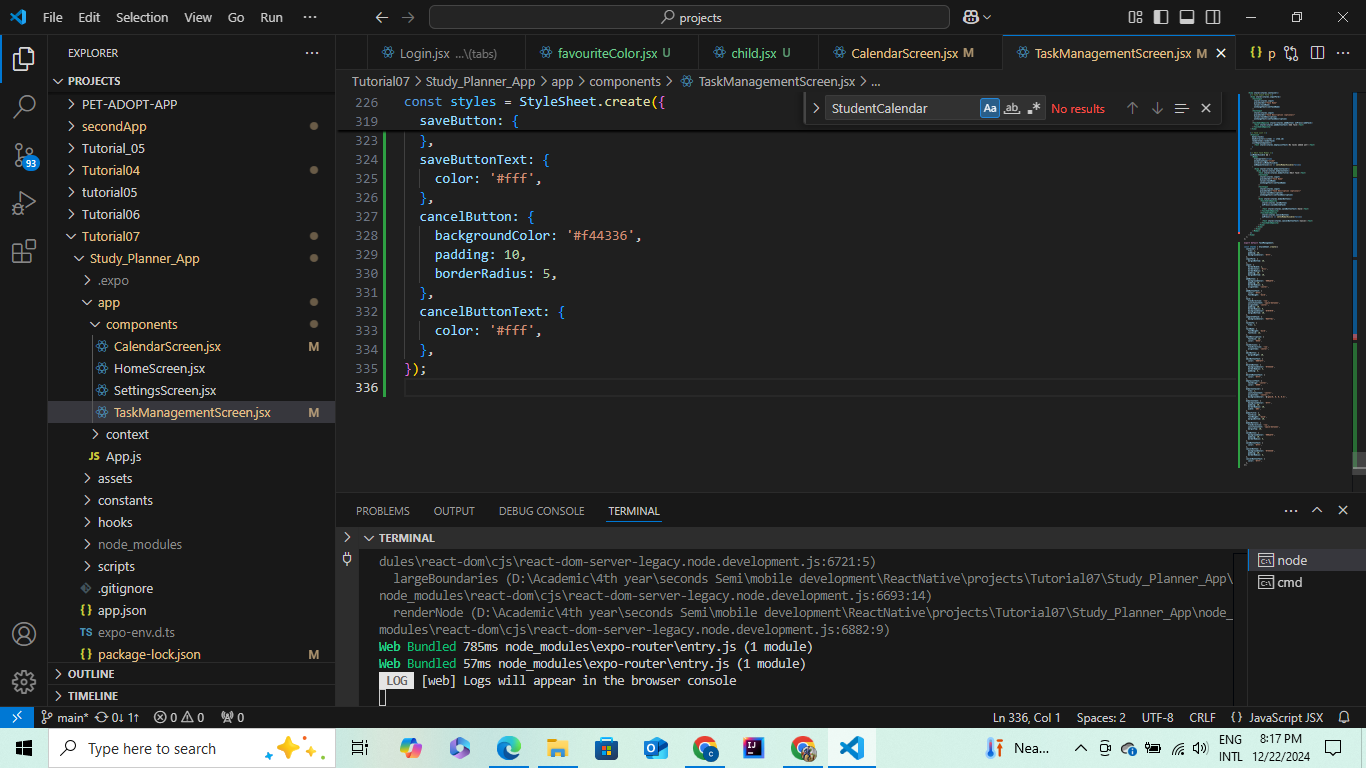 File Edit Selection View Go Run ···
projects
EXPLORER ···
PROJECTS
PET-ADOPT-APP
secondApp
Tutorial_05
Tutorial04
tutorial05
Tutorial06
Tutorial07
Study_Planner_App
.expo
app
components
CalendarScreen.jsx M
HomeScreen.jsx
SettingsScreen.jsx
TaskManagementScreen.jsx M
context
JS App.js
assets
constants
hooks
node_modules
scripts
.gitignore
{} app.json
TS expo-env.d.ts
{} package-lock.json M
OUTLINE
TIMELINE
93
Login.jsx ...\(tabs) favouriteColor.jsx U child.jsx U CalendarScreen.jsx M TaskManagementScreen.jsx M {} p ···
Tutorial07 > Study_Planner_App > app > components > TaskManagementScreen.jsx > ...
StudentCalendar Aa ab No results
226 const styles = StyleSheet.create({
319 saveButton: {
323 },
324 saveButtonText: {
325 color: '#fff',
326 },
327 cancelButton: {
328 backgroundColor: '#f44336',
329 padding: 10,
330 borderRadius: 5,
331 },
332 cancelButtonText: {
333 color: '#fff',
334 },
335 });
336
PROBLEMS OUTPUT DEBUG CONSOLE TERMINAL ···
TERMINAL
dules\react-dom\cjs\react-dom-server-legacy.node.development.js:6721:5)
largeBoundaries (D:\Academic\4th year\seconds Semi\mobile development\ReactNative\projects\Tutorial07\Study_Planner_App\
node_modules\react-dom\cjs\react-dom-server-legacy.node.development.js:6693:14)
renderNode (D:\Academic\4th year\seconds Semi\mobile development\ReactNative\projects\Tutorial07\Study_Planner_App\node_
modules\react-dom\cjs\react-dom-server-legacy.node.development.js:6882:9)
Web Bundled 785ms node_modules\expo-router\entry.js (1 module)
Web Bundled 57ms node_modules\expo-router\entry.js (1 module)
LOG [web] Logs will appear in the browser console
node
cmd
main* 0↓ 1↑ 0 0 0 Ln 336, Col 1 Spaces: 2 UTF-8 CRLF {} JavaScript JSX
Type here to search
Nea...
ENG
INTL
8:17 PM
12/22/2024